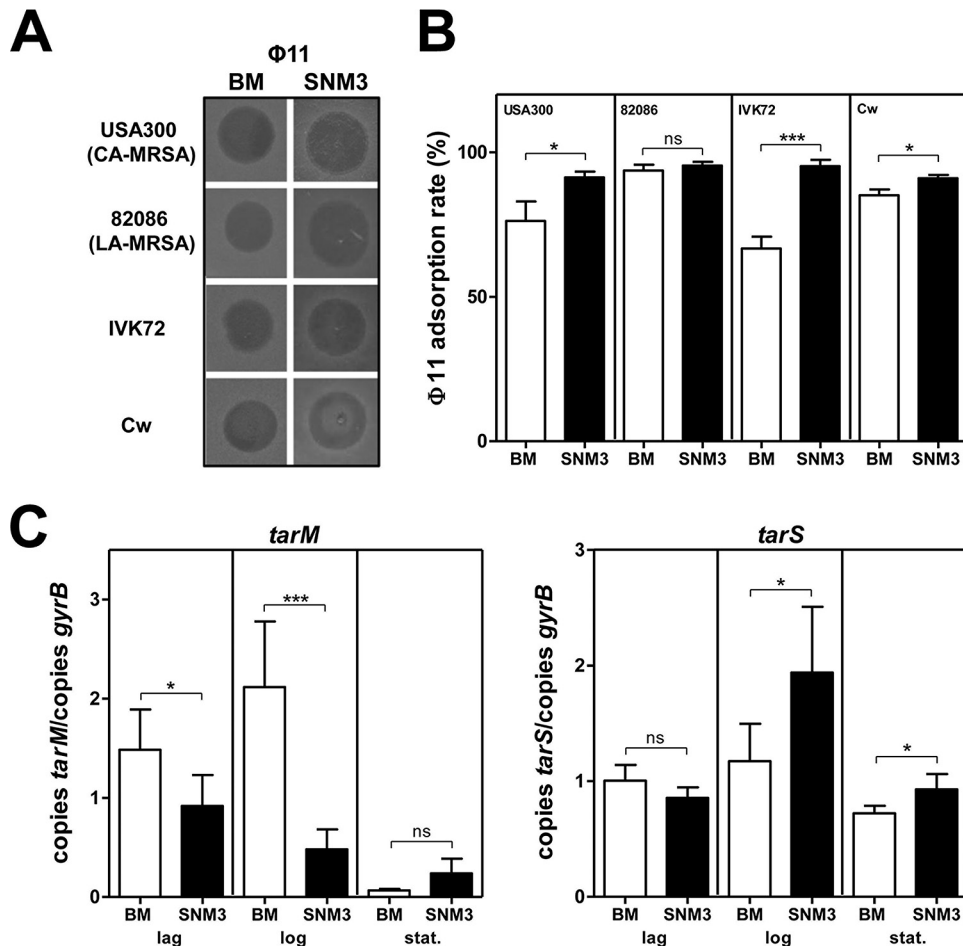 A
Φ11
BM SNM3
USA300
(CA-MRSA)
82086
(LA-MRSA)
IVK72
Cw
B
Φ11 adsorption rate (%)
100
50
0
USA300 82086 IVK72 Cw
* ns *** *
BM SNM3 BM SNM3 BM SNM3 BM SNM3
C
tarM
copies tarM/copies gyrB
3
2
1
0
* *** ns
BM SNM3 BM SNM3 BM SNM3
lag log stat.
tarS
copies tarS/copies gyrB
3
2
1
0
ns * *
BM SNM3 BM SNM3 BM SNM3
lag log stat.